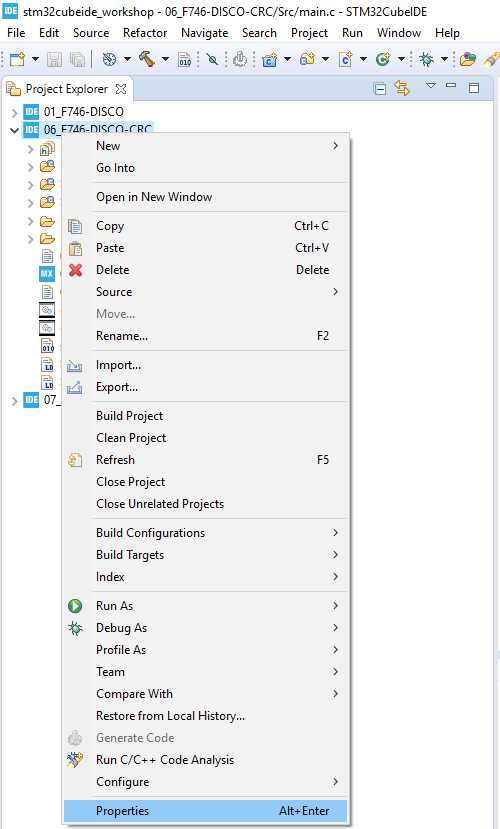 IDE stm32cubeide_workshop - 06_F746-DISCO-CRC/Src/main.c - STM32CubeIDE
File Edit Source Refactor Navigate Search Project Run Window Help
Project Explorer
IDE 01_F746-DISCO
IDE 06_F746-DISCO-CRC
New
Go Into
Open in New Window
Copy Ctrl+C
Paste Ctrl+V
Delete Delete
Source
MX
Move...
Rename... F2
010
LD
Import...
LD
Export...
IDE 07_
Build Project
Clean Project
Refresh F5
Close Project
Close Unrelated Projects
Build Configurations
Build Targets
Index
Run As
Debug As
Profile As
Team
Compare With
Restore from Local History...
Generate Code
Run C/C++ Code Analysis
Configure
Properties Alt+Enter